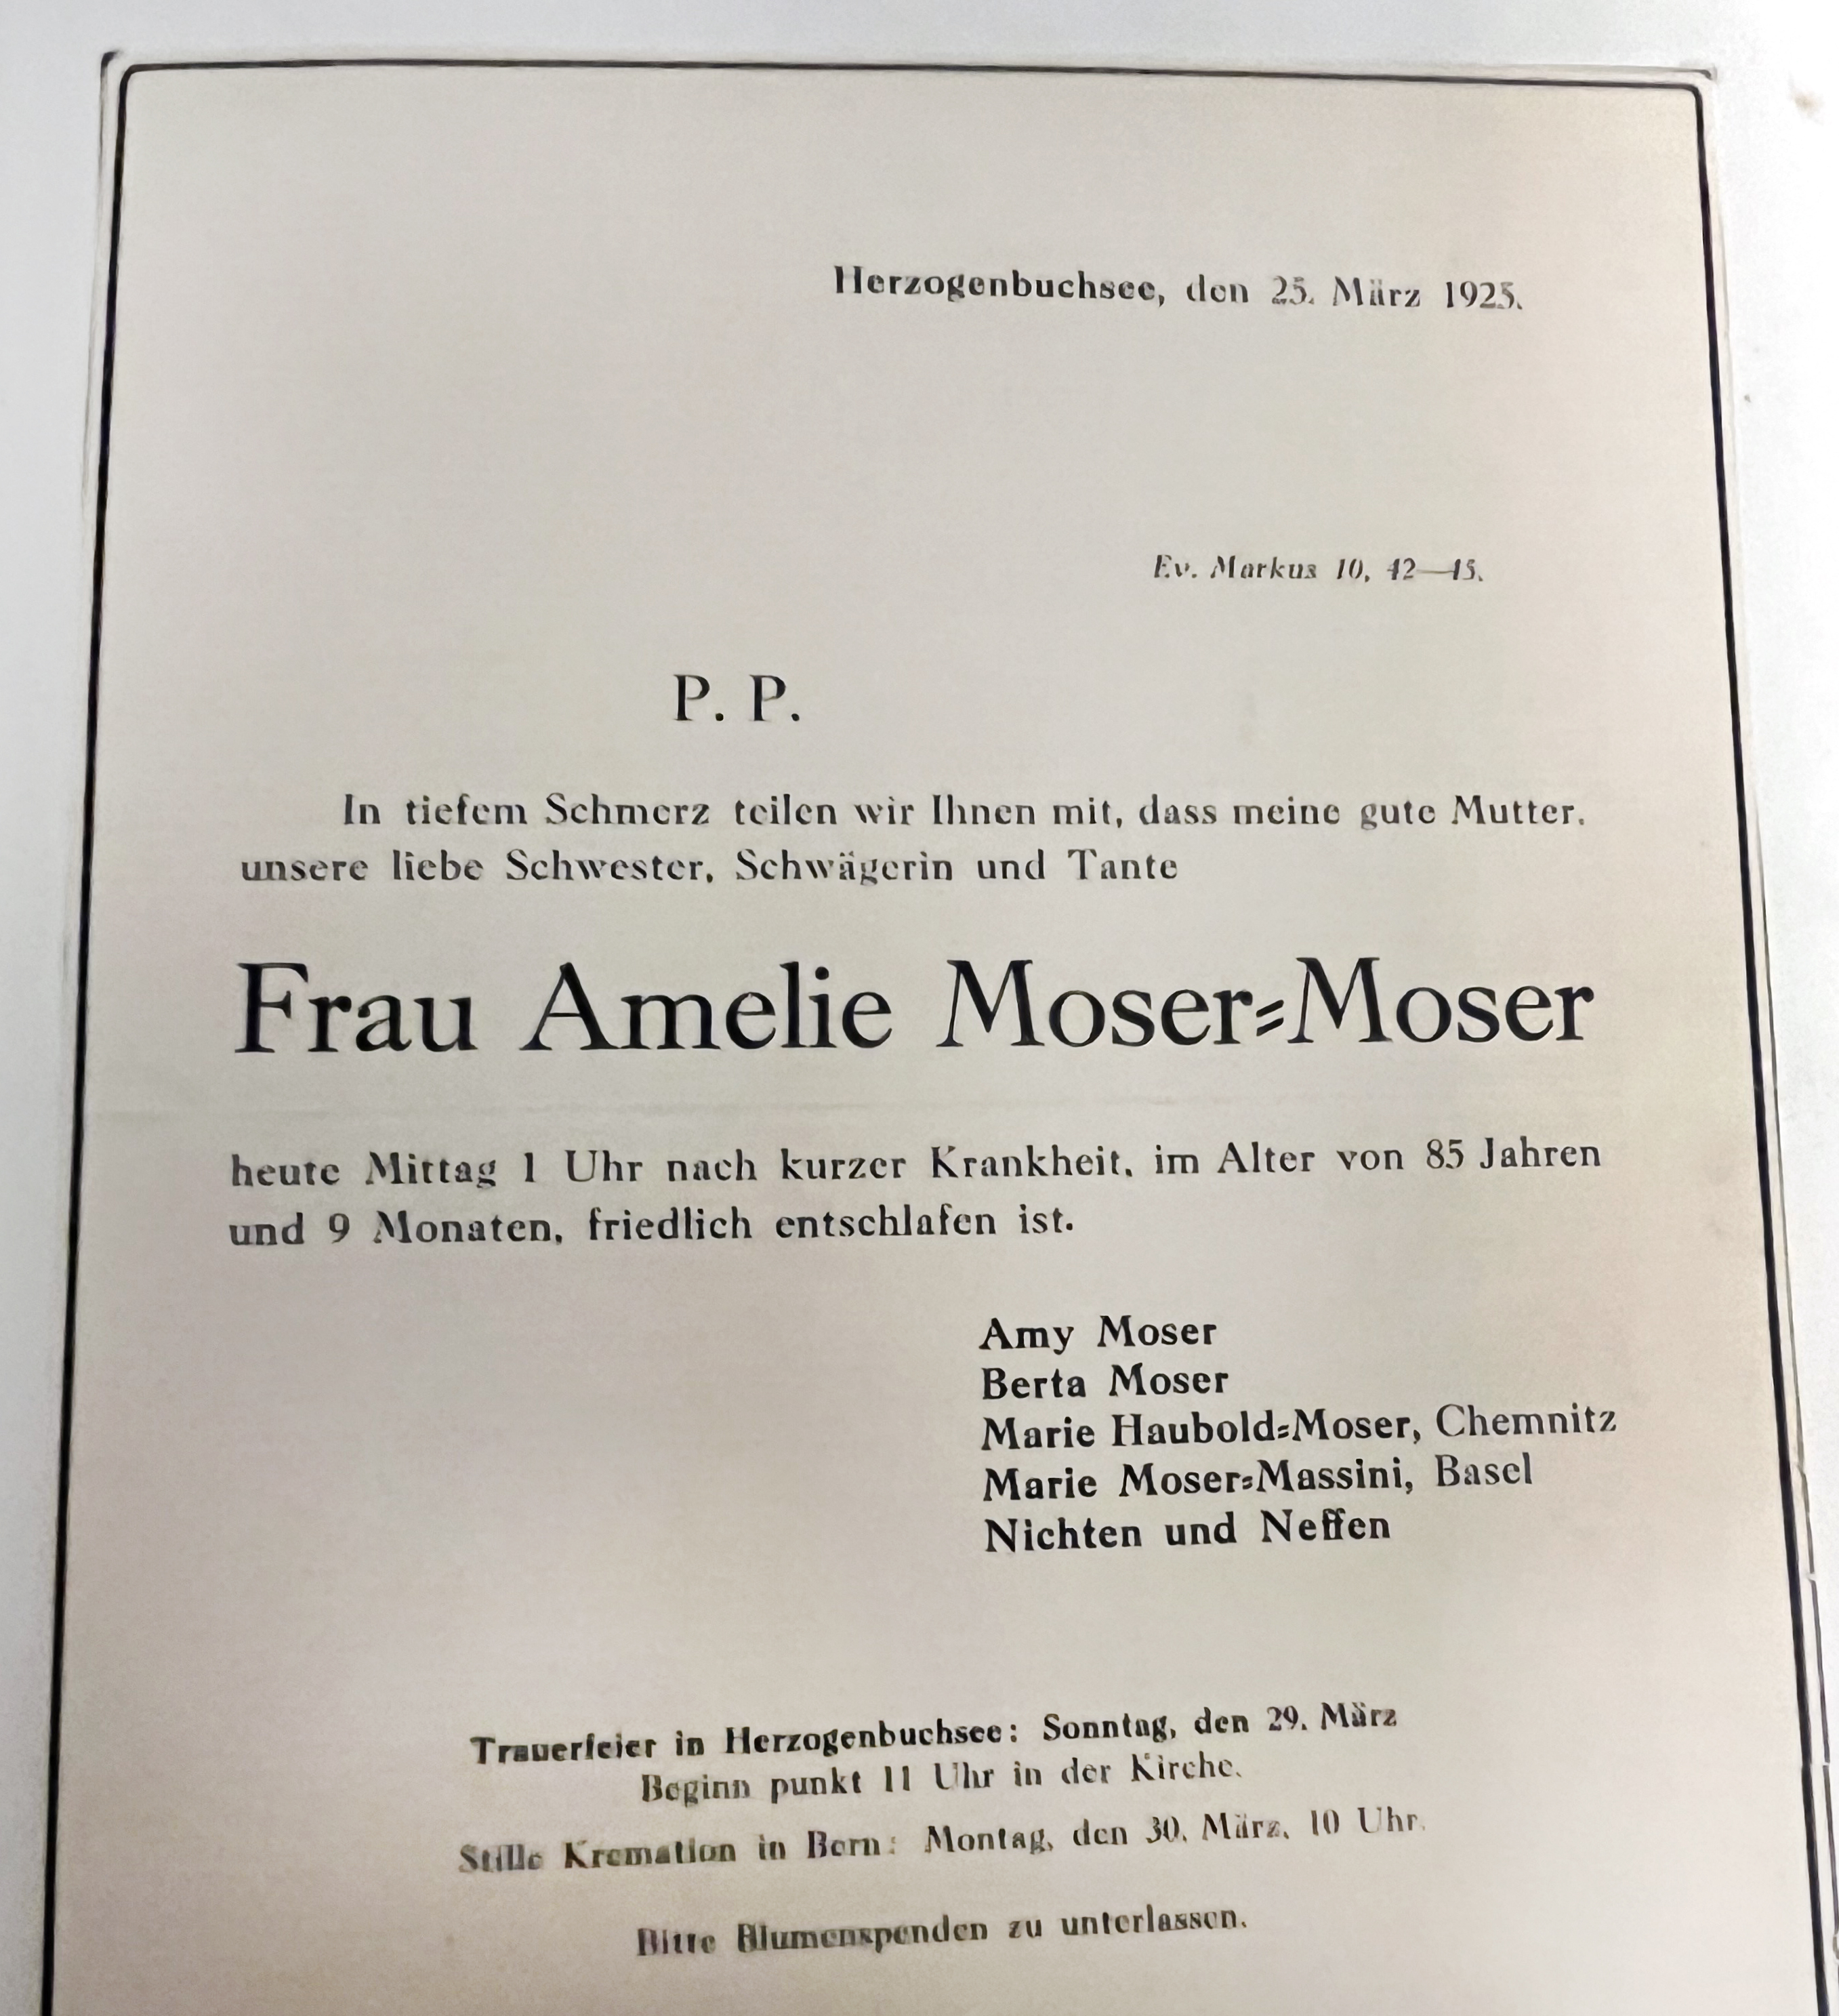 Herzogenbuchsee, den 25. März 1925.
Ev. Markus 10, 42—45.
P. P.
In tiefem Schmerz teilen wir Ihnen mit, dass meine gute Mutter,
unsere liebe Schwester, Schwägerin und Tante
Frau Amelie Moser-Moser
heute Mittag 1 Uhr nach kurzer Krankheit, im Alter von 85 Jahren
und 9 Monaten, friedlich entschlafen ist.
Amy Moser
Berta Moser
Marie Haubold-Moser, Chemnitz
Marie Moser-Massini, Basel
Nichten und Neffen
Trauerfeier in Herzogenbuchsee: Sonntag, den 29. März
Beginn punkt 11 Uhr in der Kirche.
Stille Kremation in Bern: Montag, den 30. März, 10 Uhr.
Bitte Blumenspenden zu unterlassen.